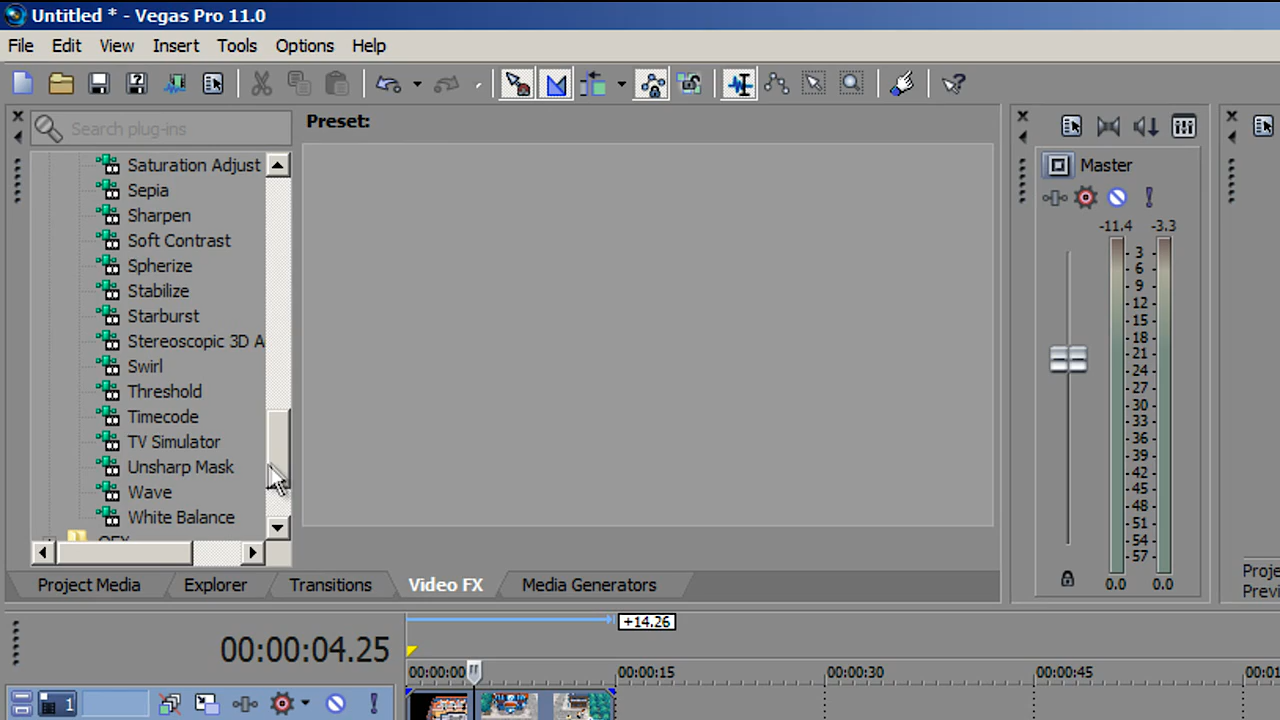 Untitled * - Vegas Pro 11.0
File Edit View Insert Tools Options Help
Search plug-ins
Preset:
Saturation Adjust
Sepia
Sharpen
Soft Contrast
Spherize
Stabilize
Starburst
Stereoscopic 3D A
Swirl
Threshold
Timecode
TV Simulator
Unsharp Mask
Wave
White Balance
OFX
Project Media Explorer Transitions Video FX Media Generators
Master
-11.4 -3.3
3
6
9
12
15
18
21
24
27
30
33
36
39
42
45
48
51
54
57
0.0 0.0
Proje
Previ
+14.26
00:00:04.25
00:00:00 00:00:15 00:00:30 00:00:45 00:01
1